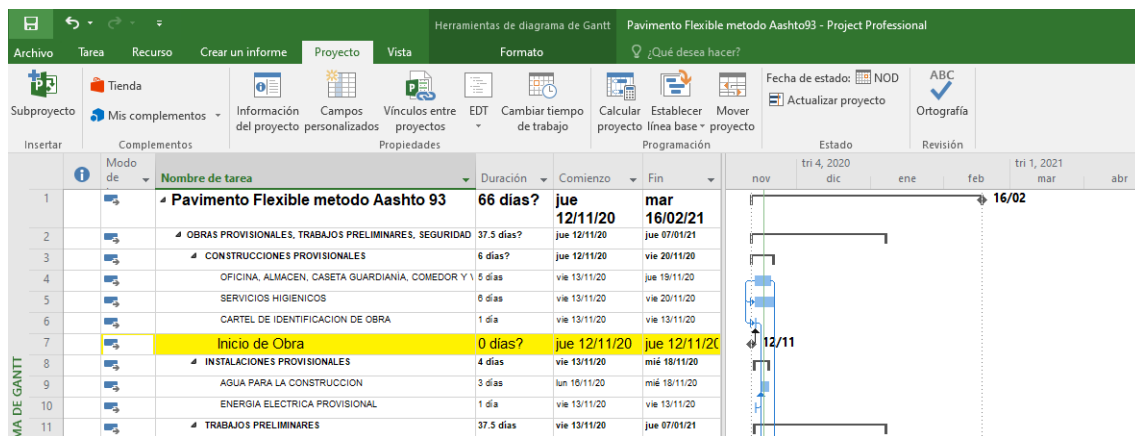 Herramientas de diagrama de Gantt Pavimento Flexible metodo Aashto93 - Project Professional
Archivo Tarea Recurso Crear un informe Proyecto Vista Formato ¿Qué desea hacer?
Subproyecto
Tienda
Mis complementos
Información del proyecto
Campos personalizados
Vínculos entre proyectos
EDT
Cambiar tiempo de trabajo
Calcular proyecto
Establecer línea base
Mover proyecto
Fecha de estado: NOD
Actualizar proyecto
ABC
Ortografía
Insertar Complementos Propiedades Programación Estado Revisión
Modo de Nombre de tarea Duración Comienzo Fin
tri 4, 2020 tri 1, 2021
nov dic ene feb mar abr
1 Pavimento Flexible metodo Aashto 93 66 días? jue 12/11/20 mar 16/02/21 16/02
2 OBRAS PROVISIONALES, TRABAJOS PRELIMINARES, SEGURIDAD 37.5 días? jue 12/11/20 jue 07/01/21
3 CONSTRUCCIONES PROVISIONALES 6 días? jue 12/11/20 vie 20/11/20
4 OFICINA, ALMACEN, CASETA GUARDIANÍA, COMEDOR Y 5 días vie 13/11/20 jue 19/11/20
5 SERVICIOS HIGIENICOS 6 días vie 13/11/20 vie 20/11/20
6 CARTEL DE IDENTIFICACION DE OBRA 1 día vie 13/11/20 vie 13/11/20
7 Inicio de Obra 0 días? jue 12/11/20 jue 12/11/20 12/11
8 INSTALACIONES PROVISIONALES 4 días vie 13/11/20 mié 18/11/20
9 AGUA PARA LA CONSTRUCCION 3 días lun 16/11/20 mié 18/11/20
10 ENERGIA ELECTRICA PROVISIONAL 1 día vie 13/11/20 vie 13/11/20
11 TRABAJOS PRELIMINARES 37.5 días vie 13/11/20 jue 07/01/21
MA DE GANTT